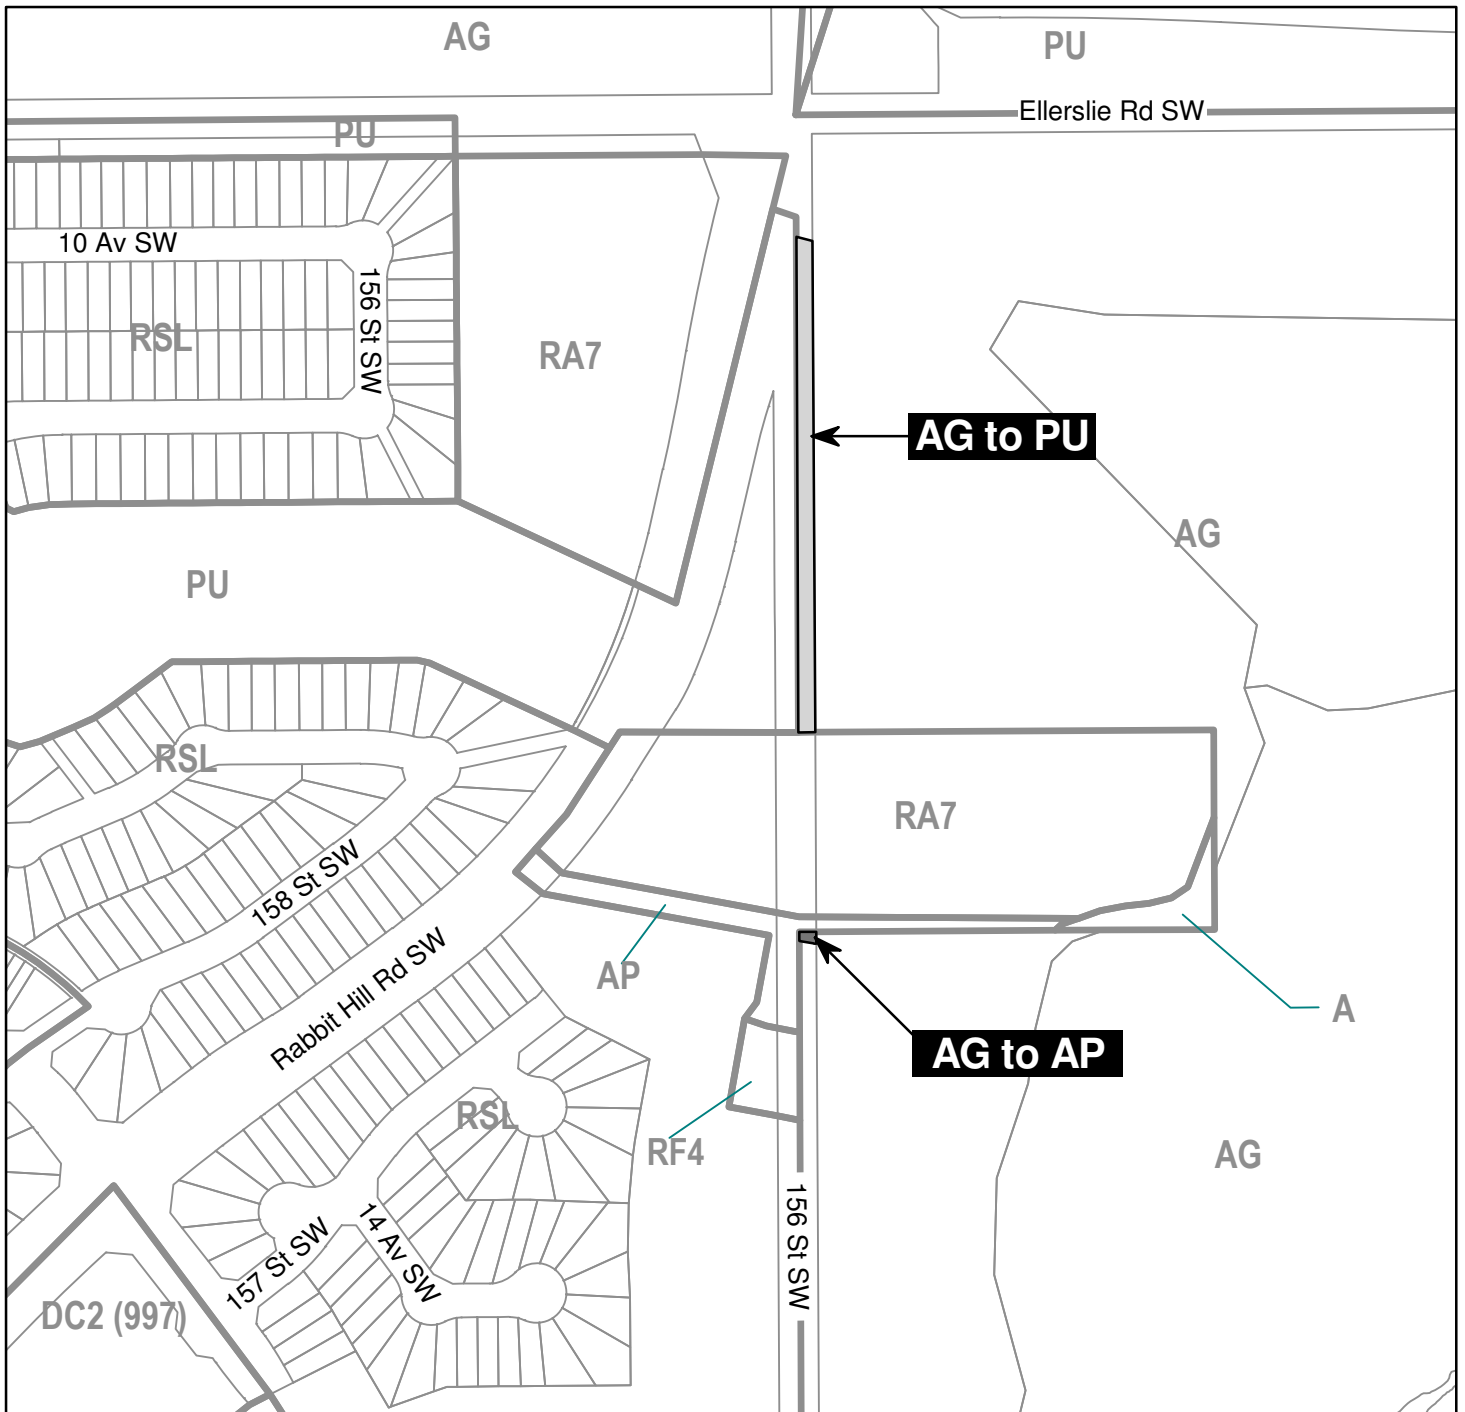 AG
PU
Ellerslie Rd SW
PU
10 Av SW
156 St SW
RSL
RA7
AG to PU
AG
PU
RSL
RA7
158 St SW
AP
A
Rabbit Hill Rd SW
AG to AP
RSL
RF4
AG
156 St SW
14 Av SW
157 St SW
DC2 (997)